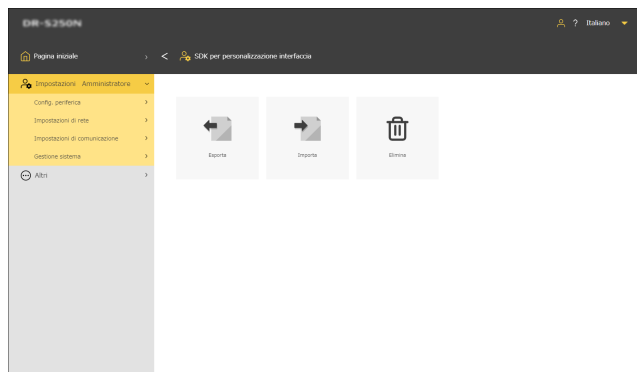 DR-S250N
? Italiano
Pagina iniziale
SDK per personalizzazione interfaccia
Impostazioni Amministratore
Config. periferica
Impostazioni di rete
Impostazioni di comunicazione
Gestione sistema
Altri
Esporta Importa Elimina